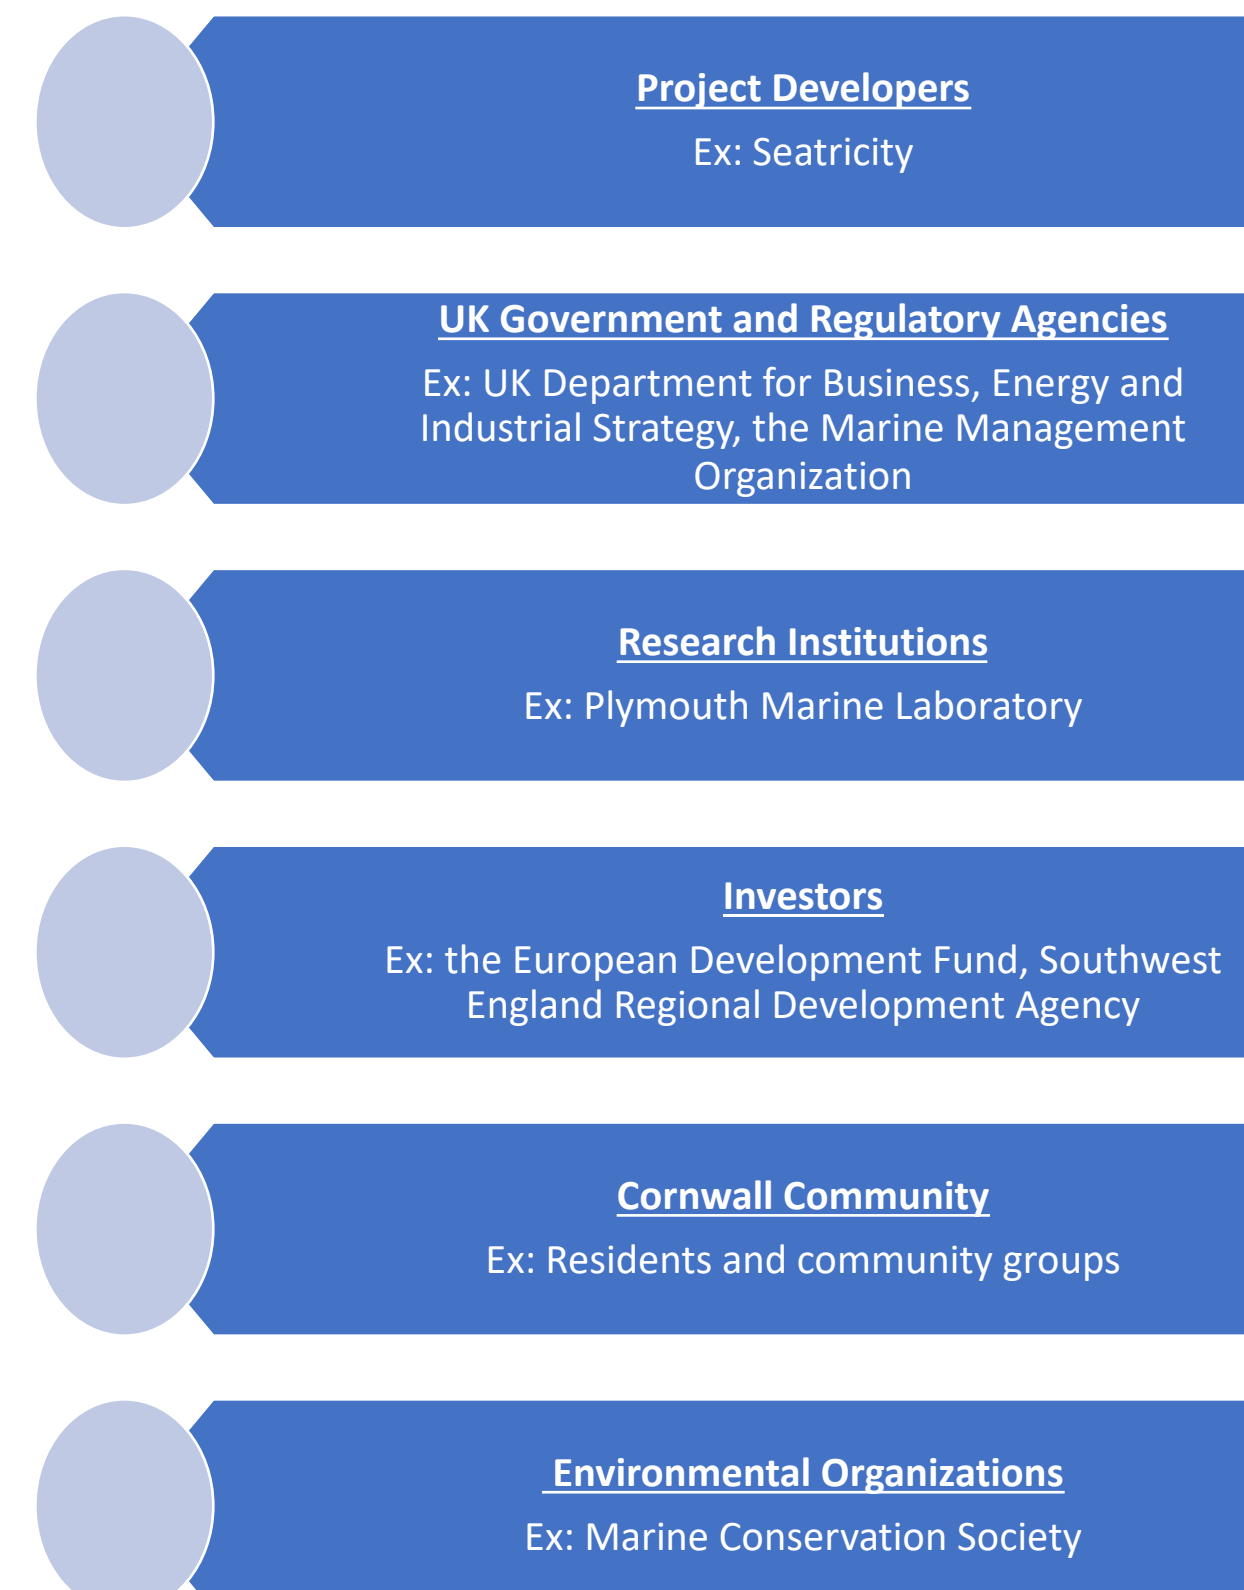 Project Developers
Ex: Seatricity
UK Government and Regulatory Agencies
Ex: UK Department for Business, Energy and
Industrial Strategy, the Marine Management
Organization
Research Institutions
Ex: Plymouth Marine Laboratory
Investors
Ex: the European Development Fund, Southwest
England Regional Development Agency
Cornwall Community
Ex: Residents and community groups
Environmental Organizations
Ex: Marine Conservation Society